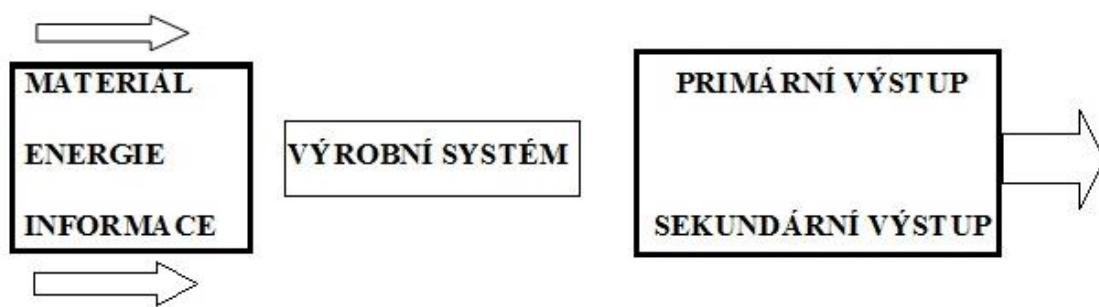 MATERIÁL
ENERGIE
INFORMACE
VÝROBNÍ SYSTÉM
PRIMÁRNÍ VÝSTUP
SEKUNDÁRNÍ VÝSTUP